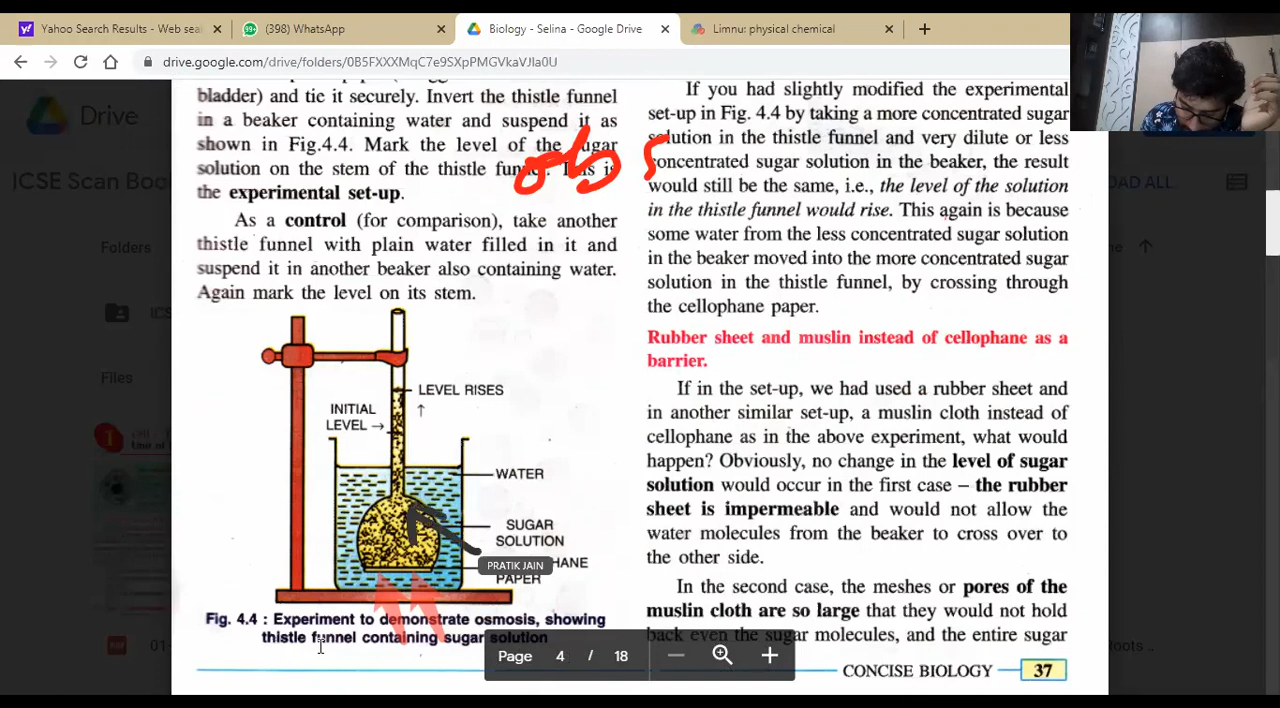 Yahoo Search Results - Web sea
(398) WhatsApp
Biology - Selina - Google Drive
Limnu: physical chemical
drive.google.com/drive/folders/0B5FXXXMqC7e9SXpPMGVkaVJla0U
Drive
ICSE Scan Boo
OAD ALL
Folders
ICS
Files
01-
Roots ..
bladder) and tie it securely. Invert the thistle funnel
in a beaker containing water and suspend it as
shown in Fig.4.4. Mark the level of the sugar
solution on the stem of the thistle funnel. This is
the experimental set-up.
obs
As a control (for comparison), take another
thistle funnel with plain water filled in it and
suspend it in another beaker also containing water.
Again mark the level on its stem.
LEVEL RISES
↑
INITIAL
LEVEL →
WATER
SUGAR
SOLUTION
HANE
PAPER
PRATIK JAIN
Fig. 4.4 : Experiment to demonstrate osmosis, showing
thistle funnel containing sugar solution
If you had slightly modified the experimental
set-up in Fig. 4.4 by taking a more concentrated sugar
solution in the thistle funnel and very dilute or less
concentrated sugar solution in the beaker, the result
would still be the same, i.e., the level of the solution
in the thistle funnel would rise. This again is because
some water from the less concentrated sugar solution
in the beaker moved into the more concentrated sugar
solution in the thistle funnel, by crossing through
the cellophane paper.
Rubber sheet and muslin instead of cellophane as a
barrier.
If in the set-up, we had used a rubber sheet and
in another similar set-up, a muslin cloth instead of
cellophane as in the above experiment, what would
happen? Obviously, no change in the level of sugar
solution would occur in the first case – the rubber
sheet is impermeable and would not allow the
water molecules from the beaker to cross over to
the other side.
In the second case, the meshes or pores of the
muslin cloth are so large that they would not hold
back even the sugar molecules, and the entire sugar
Page 4 / 18
CONCISE BIOLOGY 37